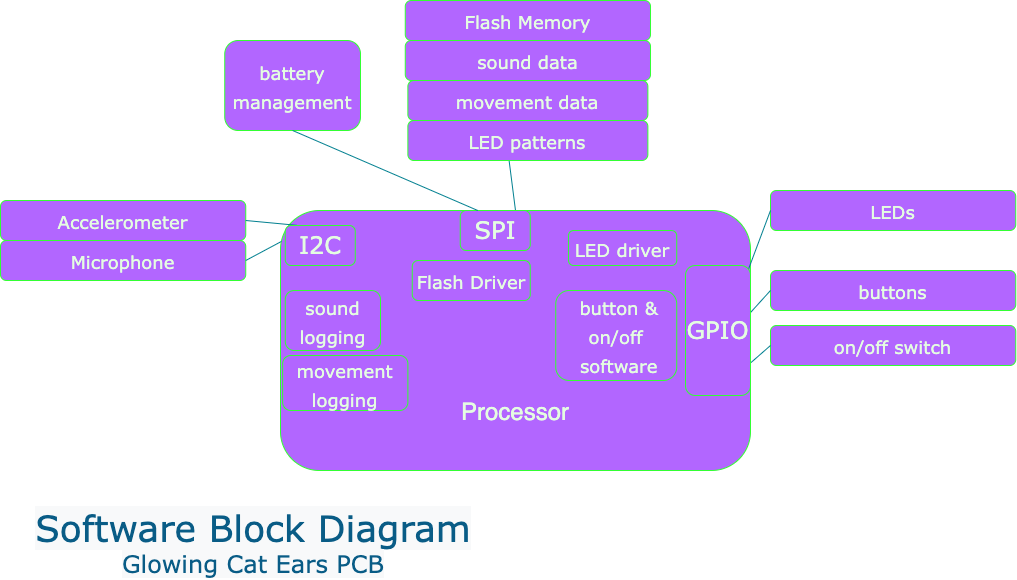 Flash Memory
sound data
movement data
LED patterns
battery
management
Accelerometer
Microphone
I2C
SPI
LED driver
Flash Driver
sound
logging
movement
logging
button &
on/off
software
GPIO
Processor
LEDs
buttons
on/off switch
Software Block Diagram
Glowing Cat Ears PCB